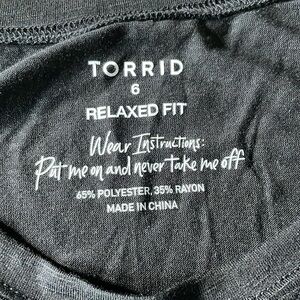 TORRID
6
RELAXED FIT
Wear Instructions:
Put me on and never take me off
65% POLYESTER, 35% RAYON
MADE IN CHINA